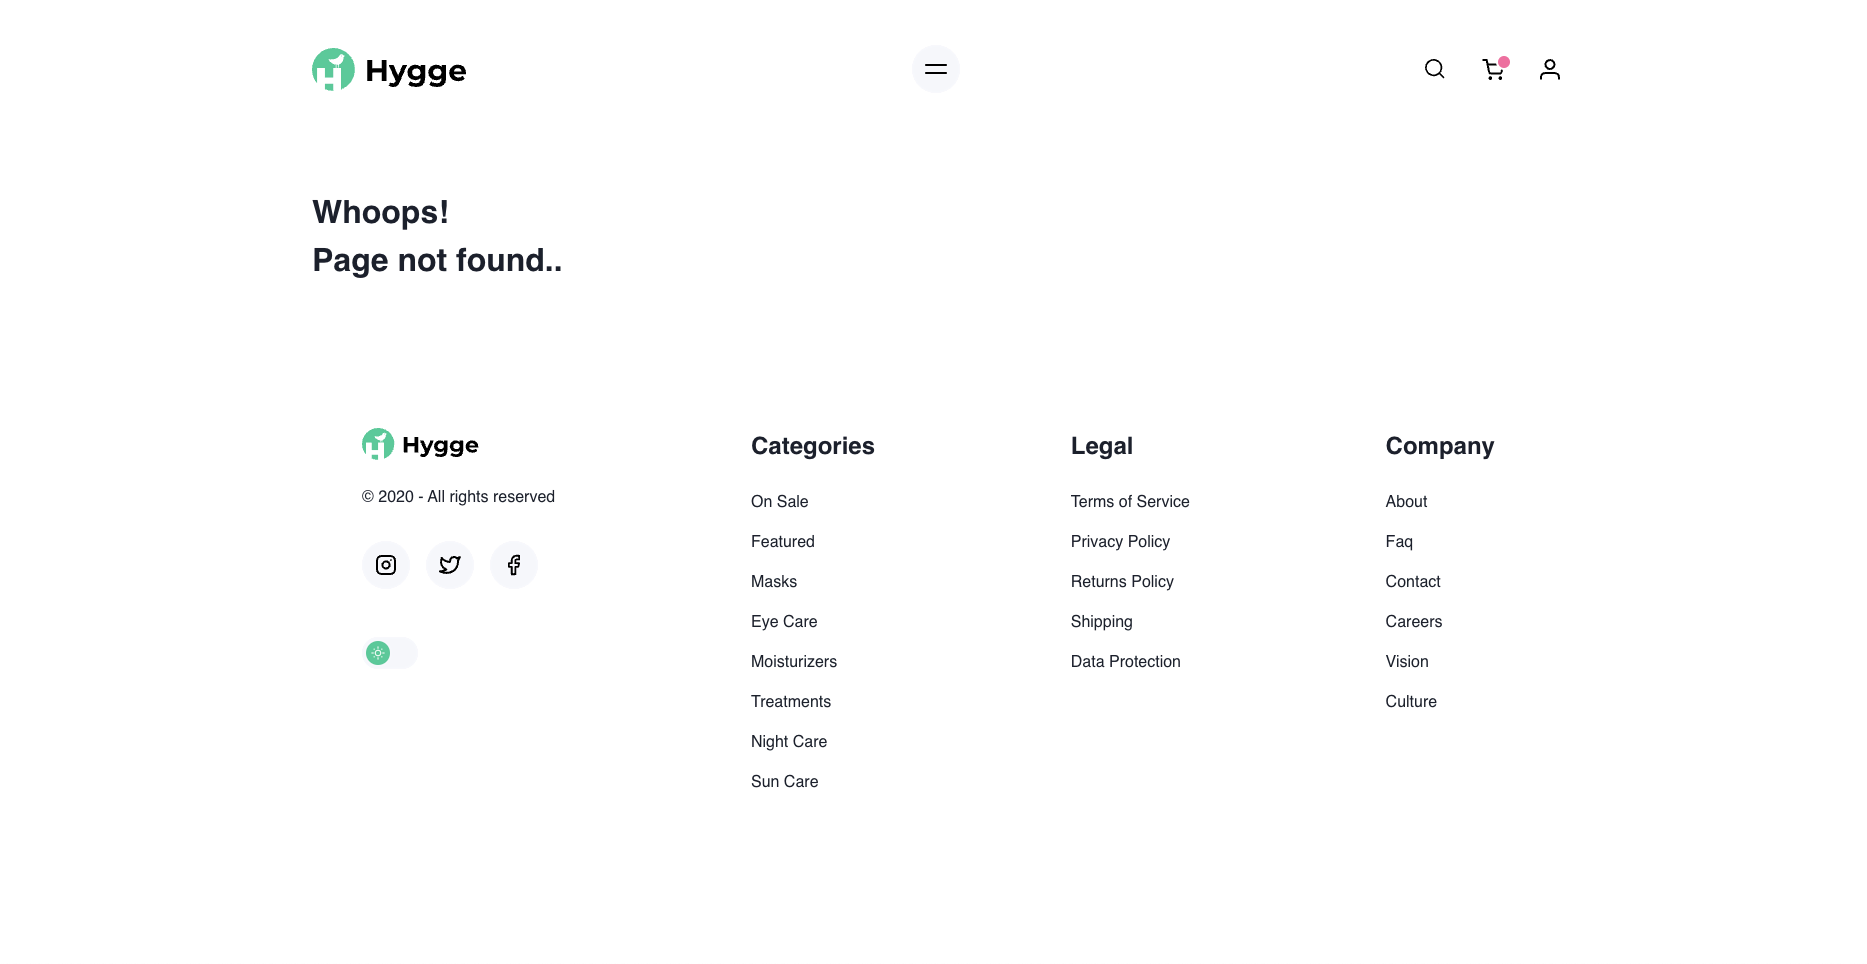 Hygge
Whoops!
Page not found..
Hygge
© 2020 - All rights reserved
Categories
On Sale
Featured
Masks
Eye Care
Moisturizers
Treatments
Night Care
Sun Care
Legal
Terms of Service
Privacy Policy
Returns Policy
Shipping
Data Protection
Company
About
Faq
Contact
Careers
Vision
Culture